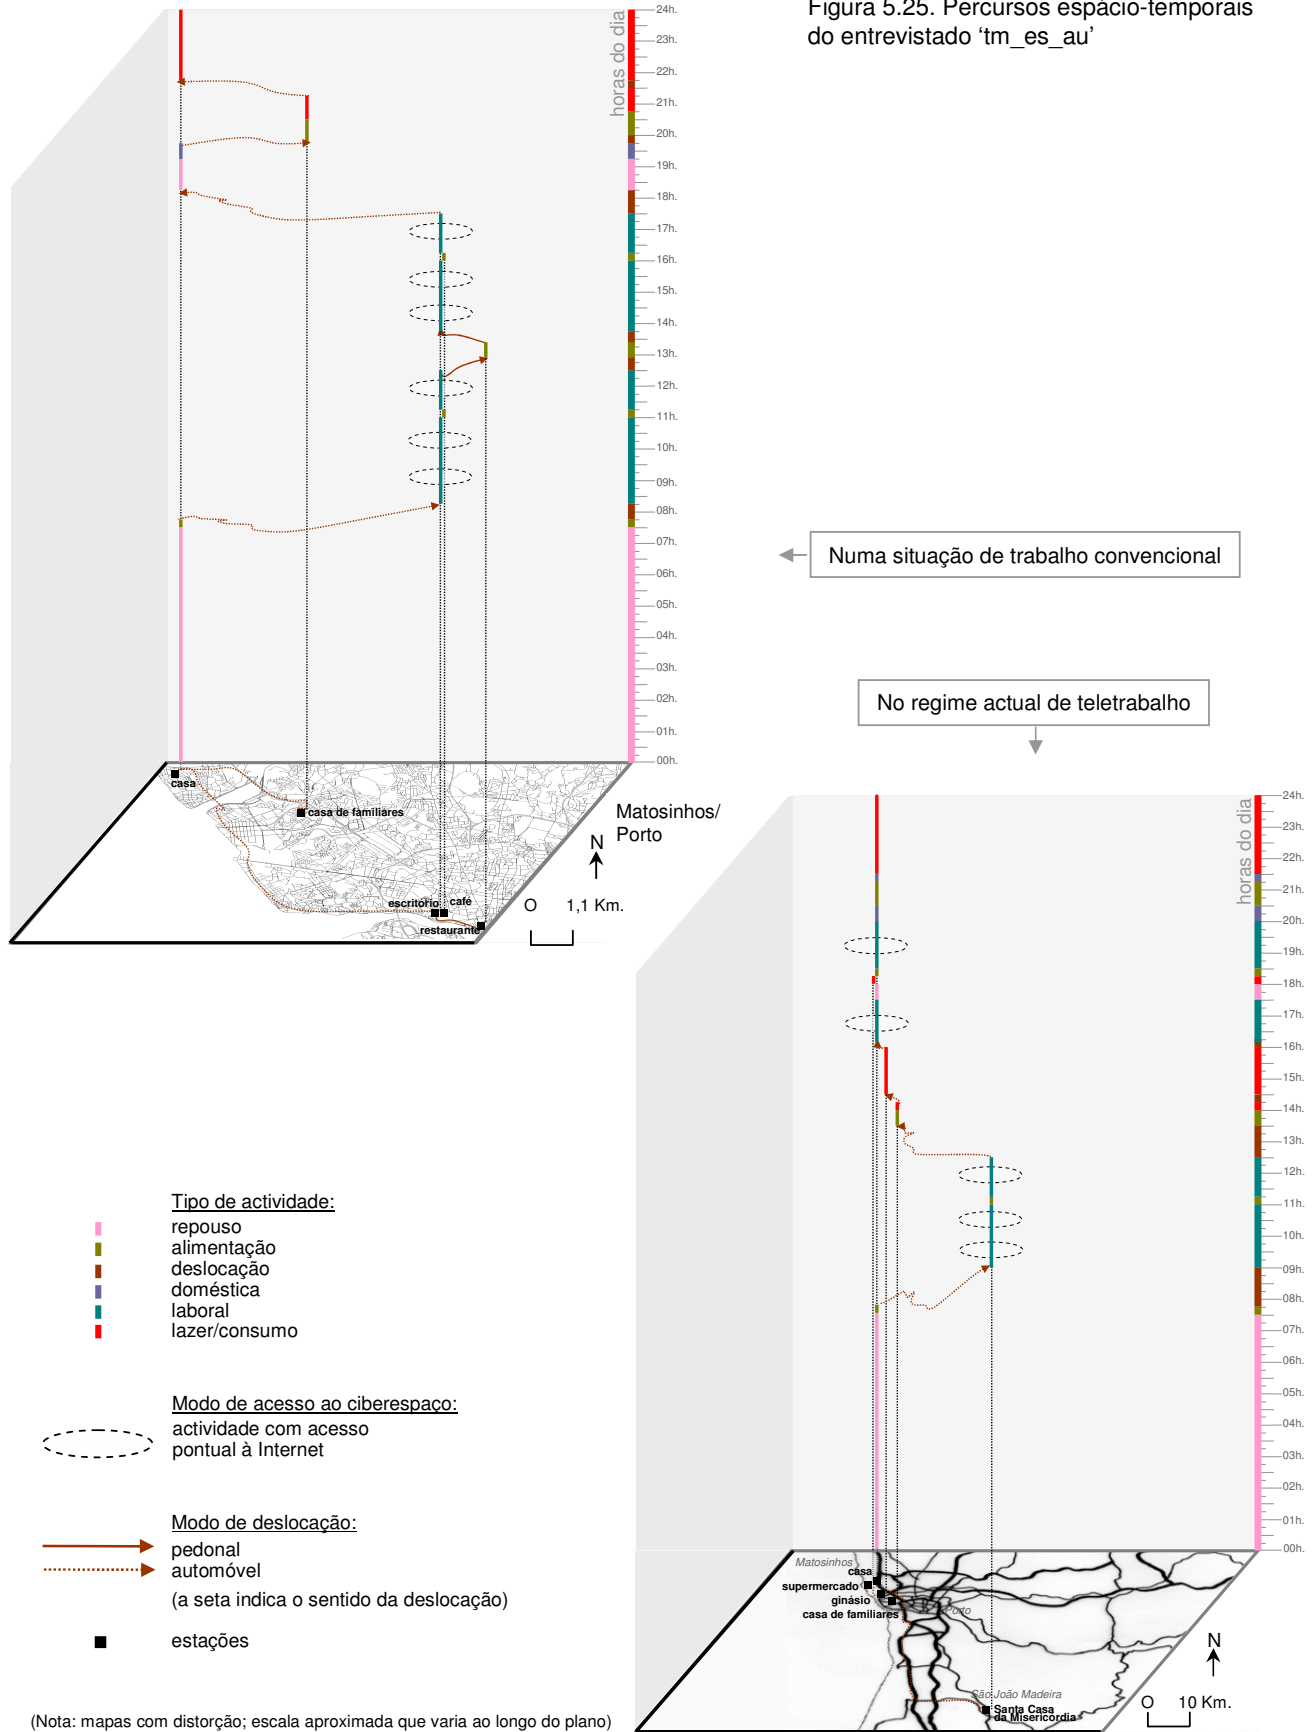 Figura 5.25. Percursos espácio-temporais
do entrevistado ‘tm_es_au’
horas do dia
24h.
23h.
22h.
21h.
20h.
19h.
18h.
17h.
16h.
15h.
14h.
13h.
12h.
11h.
10h.
09h.
08h.
07h.
06h.
05h.
04h.
03h.
02h.
01h.
00h.
Numa situação de trabalho convencional
No regime actual de teletrabalho
casa
casa de familiares
escritório
café
restaurante
Matosinhos/
Porto
N
O 1,1 Km.
horas do dia
24h.
23h.
22h.
21h.
20h.
19h.
18h.
17h.
16h.
15h.
14h.
13h.
12h.
11h.
10h.
09h.
08h.
07h.
06h.
05h.
04h.
03h.
02h.
01h.
00h.
Matosinhos
casa
supermercado
ginásio
casa de familiares
Porto
São João Madeira
Santa Casa
da Misericórdia
N
O 10 Km.
Tipo de actividade:
repouso
alimentação
deslocação
doméstica
laboral
lazer/consumo
Modo de acesso ao ciberespaço:
actividade com acesso
pontual à Internet
Modo de deslocação:
pedonal
automóvel
(a seta indica o sentido da deslocação)
estações
(Nota: mapas com distorção; escala aproximada que varia ao longo do plano)